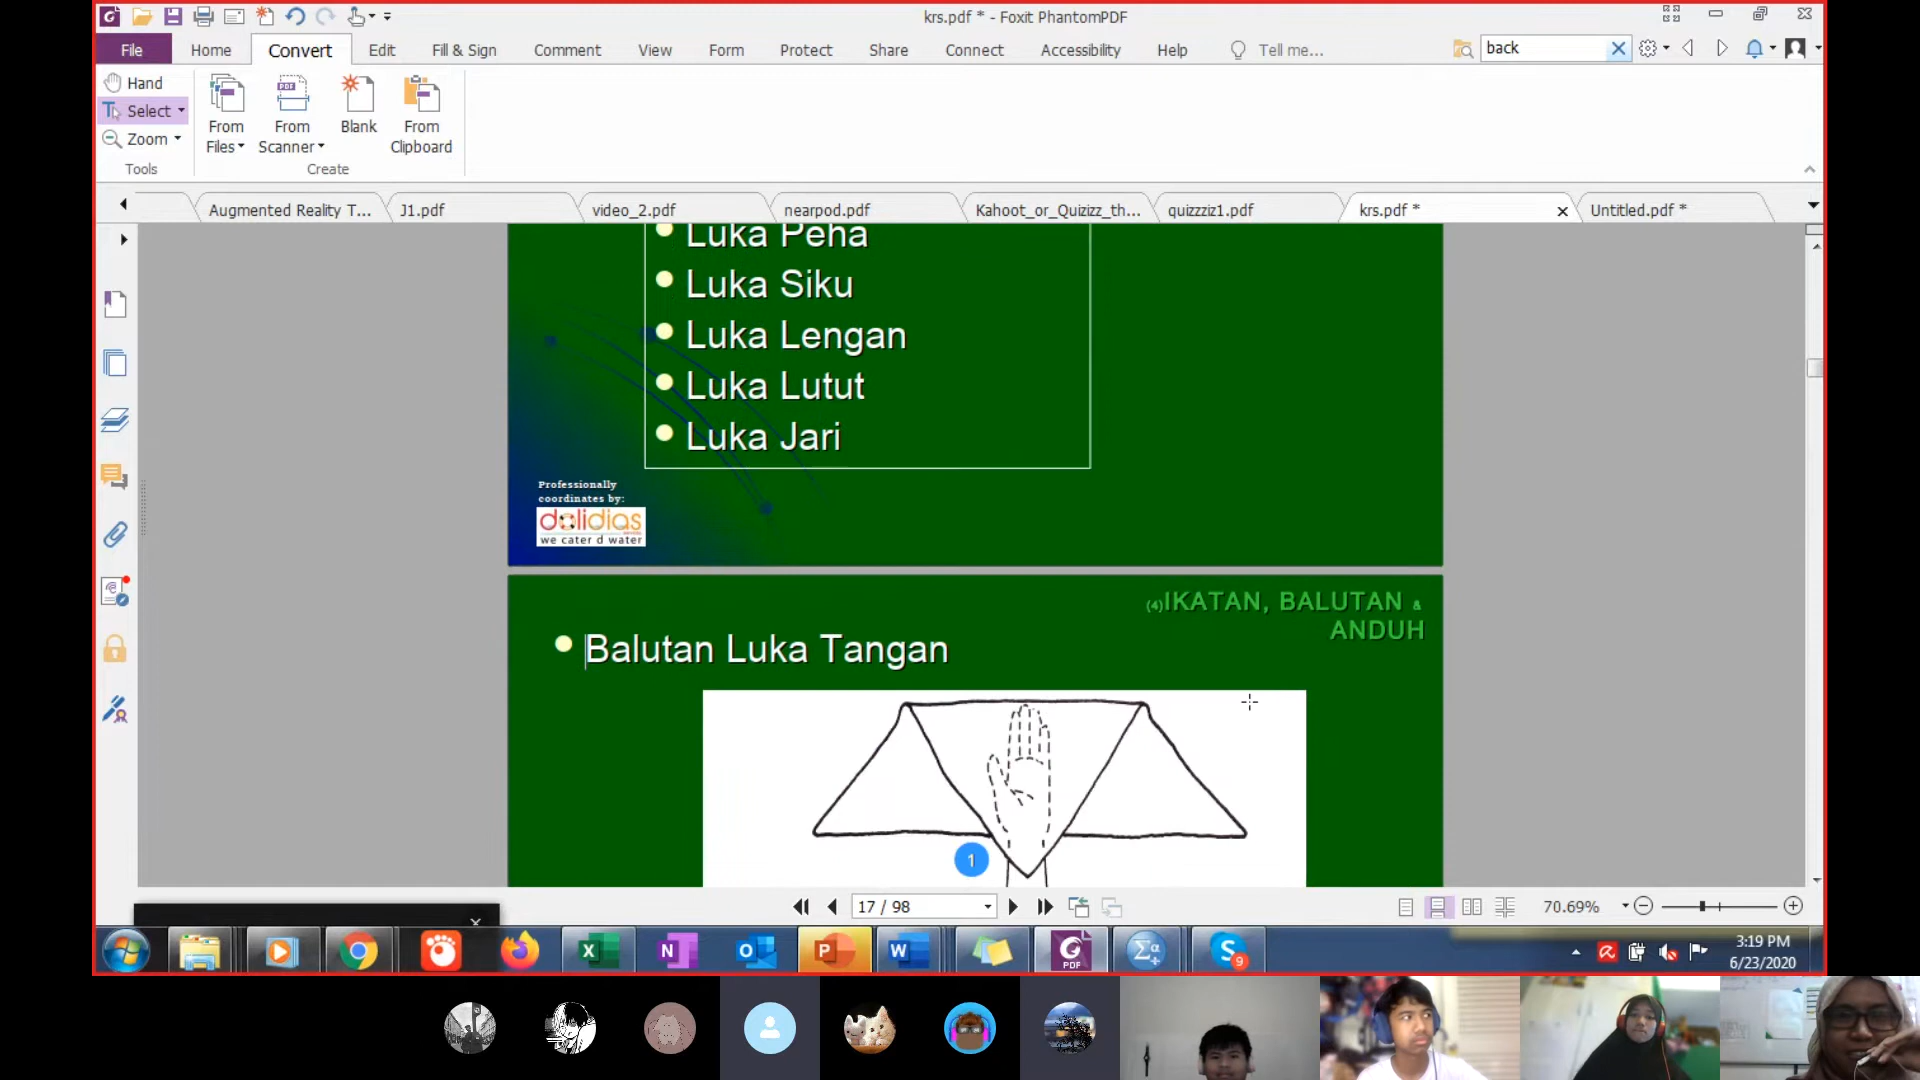 krs.pdf * - Foxit PhantomPDF
File Home Convert Edit Fill & Sign Comment View Form Protect Share Connect Accessibility Help Tell me... back
Hand
Select
Zoom
Tools
From Files
From Scanner
Blank
From Clipboard
Create
Augmented Reality T... J1.pdf video_2.pdf nearpod.pdf Kahoot_or_Quizizz_th... quizzziz1.pdf krs.pdf * Untitled.pdf *
Luka Peha
Luka Siku
Luka Lengan
Luka Lutut
Luka Jari
Professionally
coordinates by:
dolidias
we cater d water
(4)IKATAN, BALUTAN &
ANDUH
Balutan Luka Tangan
1
17 / 98
70.69%
3:19 PM
6/23/2020
PDF
9